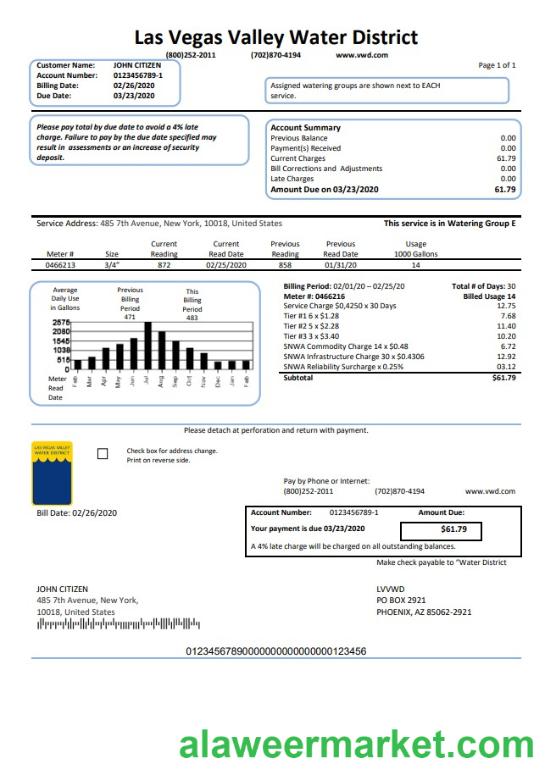 Las Vegas Valley Water District
(800)252-2011 (702)870-4194 www.vwd.com
Customer Name: JOHN CITIZEN
Account Number: 0123456789-1
Billing Date: 02/26/2020
Due Date: 03/23/2020
Page 1 of 1
Assigned watering groups are shown next to EACH
service.
Please pay total by due date to avoid a 4% late
charge. Failure to pay by the due date specified may
result in assessments or an increase of security
deposit.
Account Summary
Previous Balance 0.00
Payment(s) Received 0.00
Current Charges 61.79
Bill Corrections and Adjustments 0.00
Late Charges 0.00
Amount Due on 03/23/2020 61.79
Service Address: 485 7th Avenue, New York, 10018, United States This service is in Watering Group E
Current Current Previous Previous Usage
Meter # Size Reading Read Date Reading Read Date 1000 Gallons
0466213 3/4" 872 02/25/2020 858 01/31/20 14
Average Previous This
Daily Use Billing Billing
in Gallons Period Period
471 483
2576
2080
1545
1038
516
0
Meter
Read
Date
Feb Mar Apr May Jun Jul Aug Sep Oct Nov Dec Jan Feb
Billing Period: 02/01/20 – 02/25/20 Total # of Days: 30
Meter #: 0466216 Billed Usage 14
Service Charge $0,4250 x 30 Days 12.75
Tier #1 6 x $1.28 7.68
Tier #2 5 x $2.28 11.40
Tier #3 3 x $3.40 10.20
SNWA Commodity Charge 14 x $0.48 6.72
SNWA Infrastructure Charge 30 x $0.4306 12.92
SNWA Reliability Surcharge x 0.25% 03.12
Subtotal $61.79
Please detach at perforation and return with payment.
LAS VEGAS VALLEY
WATER DISTRICT
Check box for address change.
Print on reverse side.
Pay by Phone or Internet:
(800)252-2011 (702)870-4194 www.vwd.com
Bill Date: 02/26/2020
Account Number: 0123456789-1 Amount Due:
Your payment is due 03/23/2020 $61.79
A 4% late charge will be charged on all outstanding balances.
Make check payable to "Water District
JOHN CITIZEN
485 7th Avenue, New York,
10018, United States
LVVWD
PO BOX 2921
PHOENIX, AZ 85062-2921
01234567890000000000000000123456
alaweermarket.com